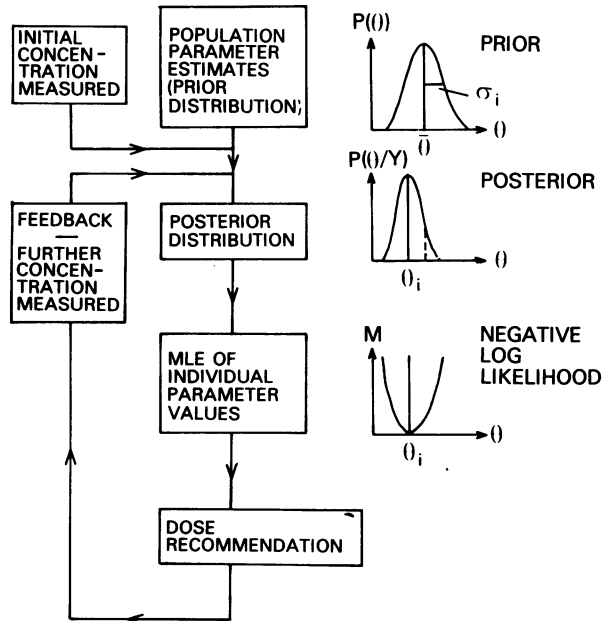 INITIAL
CONCEN-
TRATION
MEASURED
POPULATION
PARAMETER
ESTIMATES
(PRIOR
DISTRIBUTION;
P(θ)
PRIOR
σi
θ̄
θ
FEEDBACK
—
FURTHER
CONCEN-
TRATION
MEASURED
POSTERIOR
DISTRIBUTION
P(θ/Y)
POSTERIOR
θi
θ
MLE OF
INDIVIDUAL
PARAMETER
VALUES
M
NEGATIVE
LOG
LIKELIHOOD
θi
θ
DOSE
RECOMMENDATION